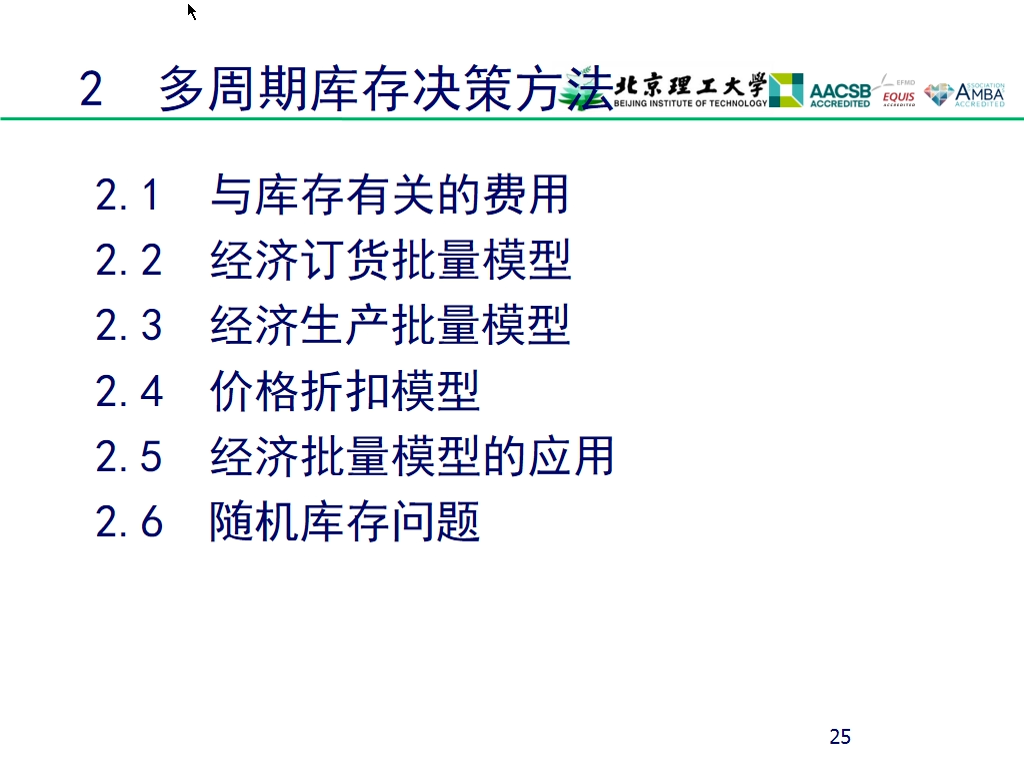 2 多周期库存决策方法
北京理工大学
BEIJING INSTITUTE OF TECHNOLOGY
AACSB
ACCREDITED
EFMD
EQUIS
ACCREDITED
ASSOCIATION
AMBA
ACCREDITED
2.1 与库存有关的费用
2.2 经济订货批量模型
2.3 经济生产批量模型
2.4 价格折扣模型
2.5 经济批量模型的应用
2.6 随机库存问题
25